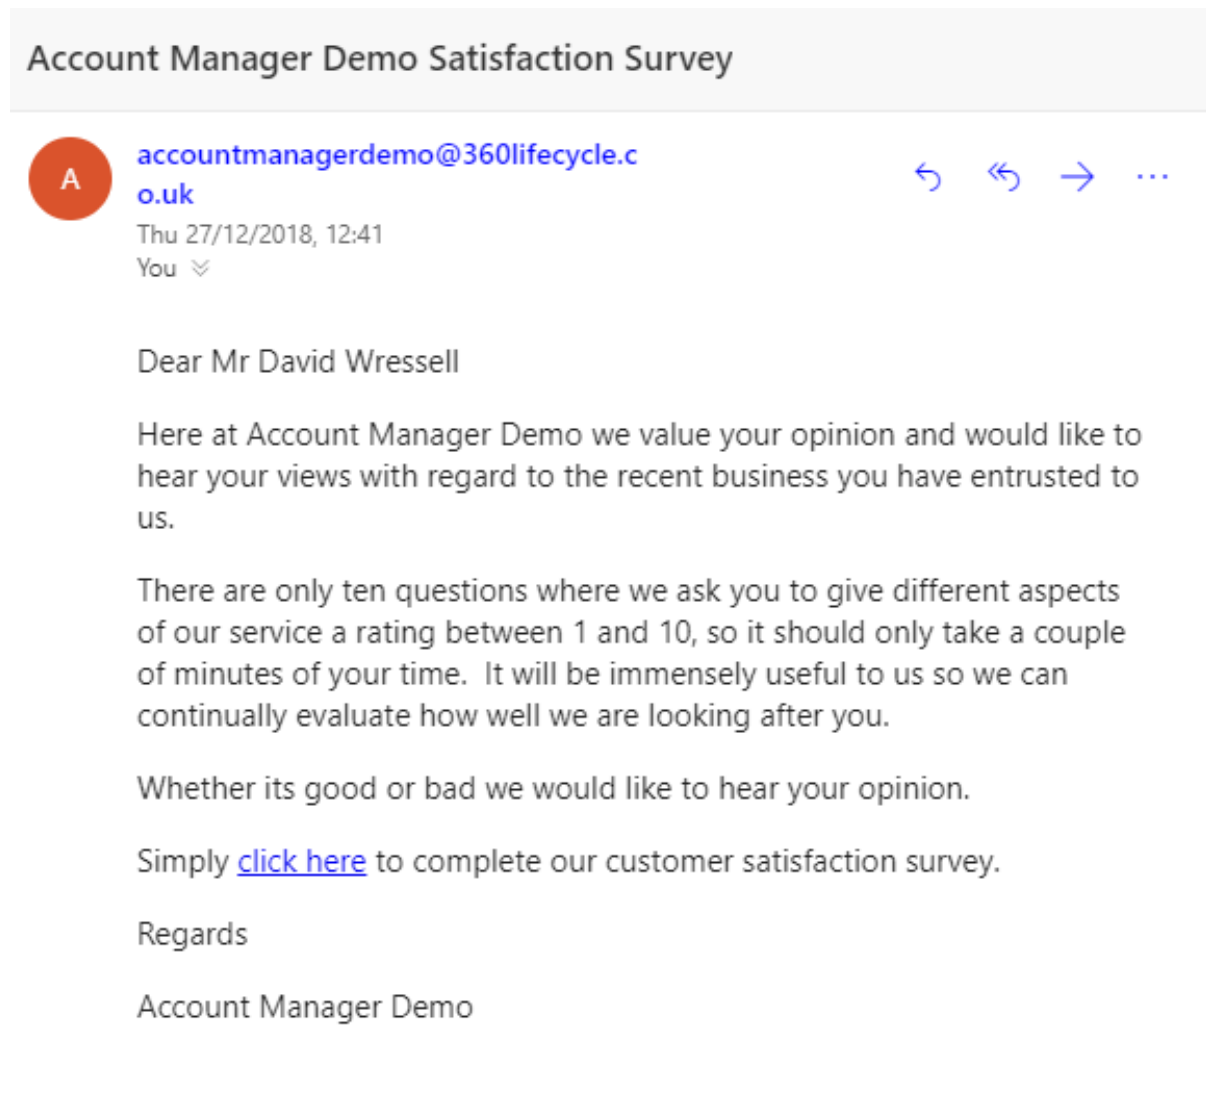 Account Manager Demo Satisfaction Survey
A
accountmanagerdemo@360lifecycle.c
o.uk
Thu 27/12/2018, 12:41
You
Dear Mr David Wressell
Here at Account Manager Demo we value your opinion and would like to
hear your views with regard to the recent business you have entrusted to
us.
There are only ten questions where we ask you to give different aspects
of our service a rating between 1 and 10, so it should only take a couple
of minutes of your time.  It will be immensely useful to us so we can
continually evaluate how well we are looking after you.
Whether its good or bad we would like to hear your opinion.
Simply click here to complete our customer satisfaction survey.
Regards
Account Manager Demo